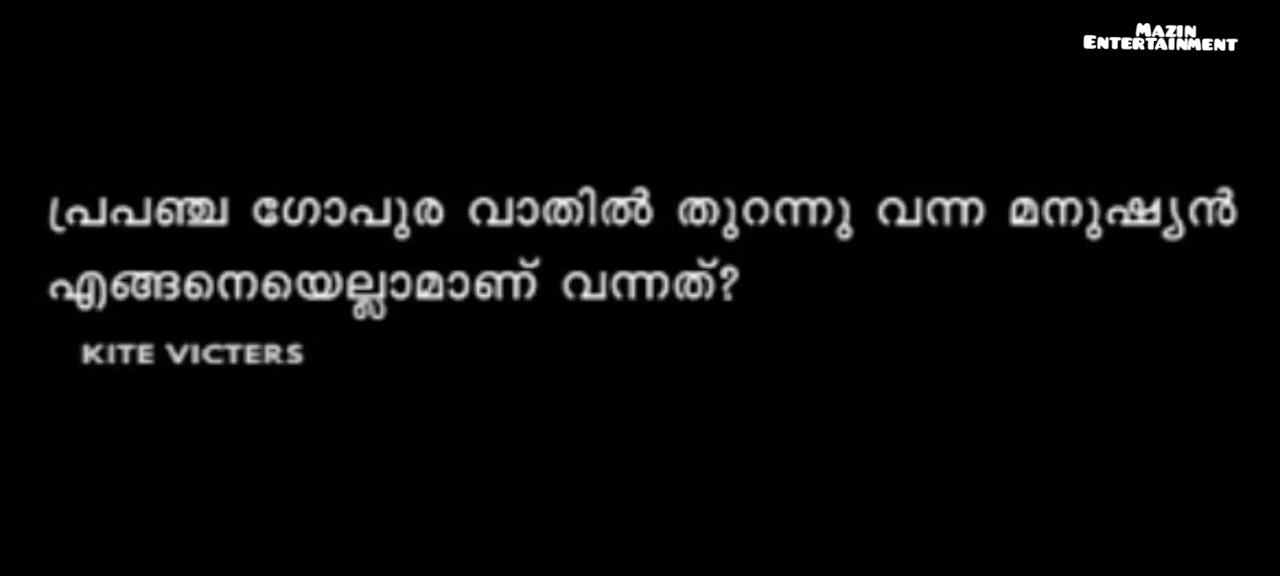 MAZIN
ENTERTAINMENT
പ്രപഞ്ച ഗോപുര വാതിൽ തുറന്നു വന്ന മനുഷ്യൻ
എങ്ങനെയെല്ലാമാണ് വന്നത്?
KITE VICTERS